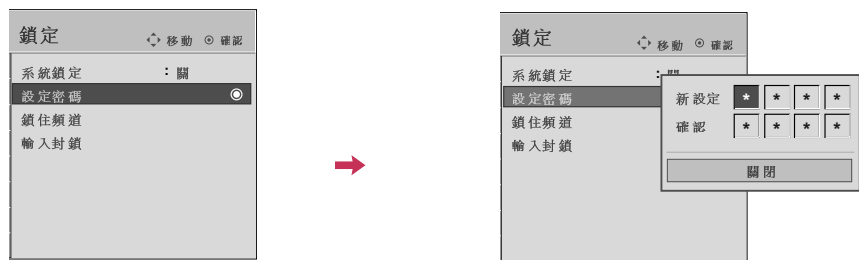 鎖定 移動 ⊙ 確認
系統鎖定 : 關
設定密碼
鎖住頻道
輸入封鎖
鎖定 移動 ⊙ 確認
系統鎖定 :
設定密碼
鎖住頻道
輸入封鎖
新設定 * * * *
確認 * * * *
關閉